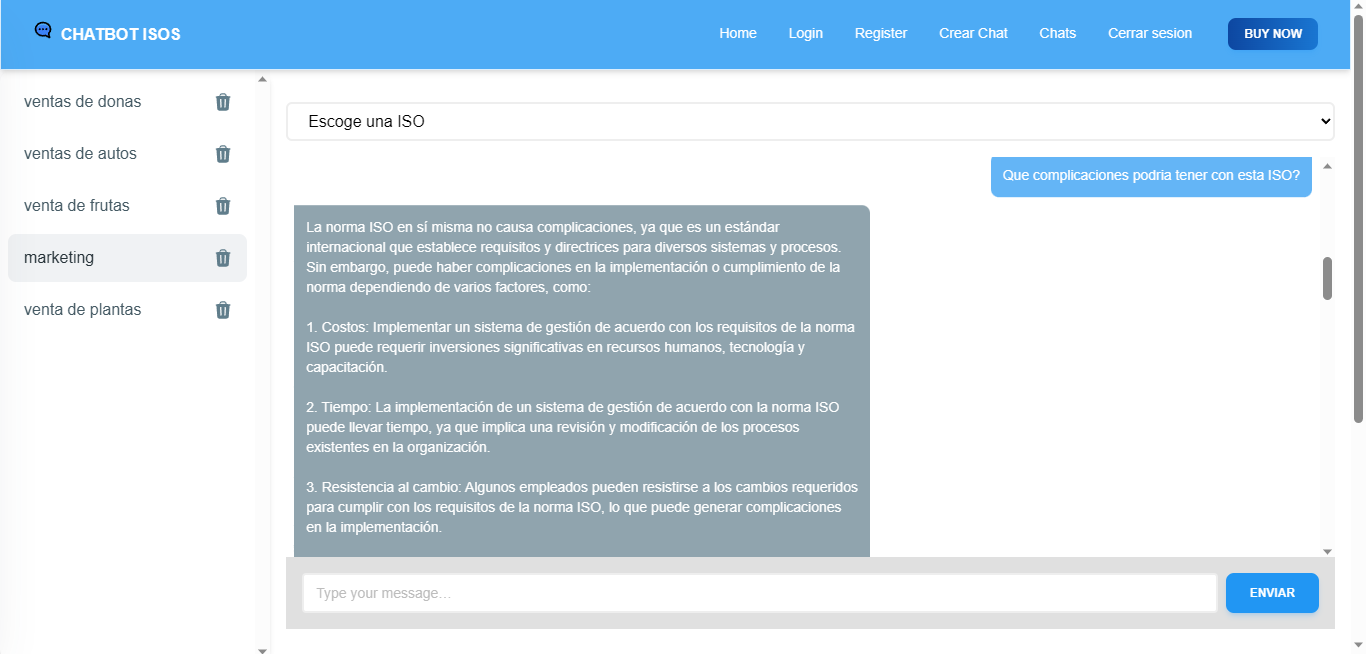 CHATBOT ISOS
Home
Login
Register
Crear Chat
Chats
Cerrar sesion
BUY NOW
ventas de donas
ventas de autos
venta de frutas
marketing
venta de plantas
Escoge una ISO
Que complicaciones podria tener con esta ISO?
La norma ISO en sí misma no causa complicaciones, ya que es un estándar
internacional que establece requisitos y directrices para diversos sistemas y procesos.
Sin embargo, puede haber complicaciones en la implementación o cumplimiento de la
norma dependiendo de varios factores, como:
1. Costos: Implementar un sistema de gestión de acuerdo con los requisitos de la norma
ISO puede requerir inversiones significativas en recursos humanos, tecnología y
capacitación.
2. Tiempo: La implementación de un sistema de gestión de acuerdo con la norma ISO
puede llevar tiempo, ya que implica una revisión y modificación de los procesos
existentes en la organización.
3. Resistencia al cambio: Algunos empleados pueden resistirse a los cambios requeridos
para cumplir con los requisitos de la norma ISO, lo que puede generar complicaciones
en la implementación.
Type your message...
ENVIAR